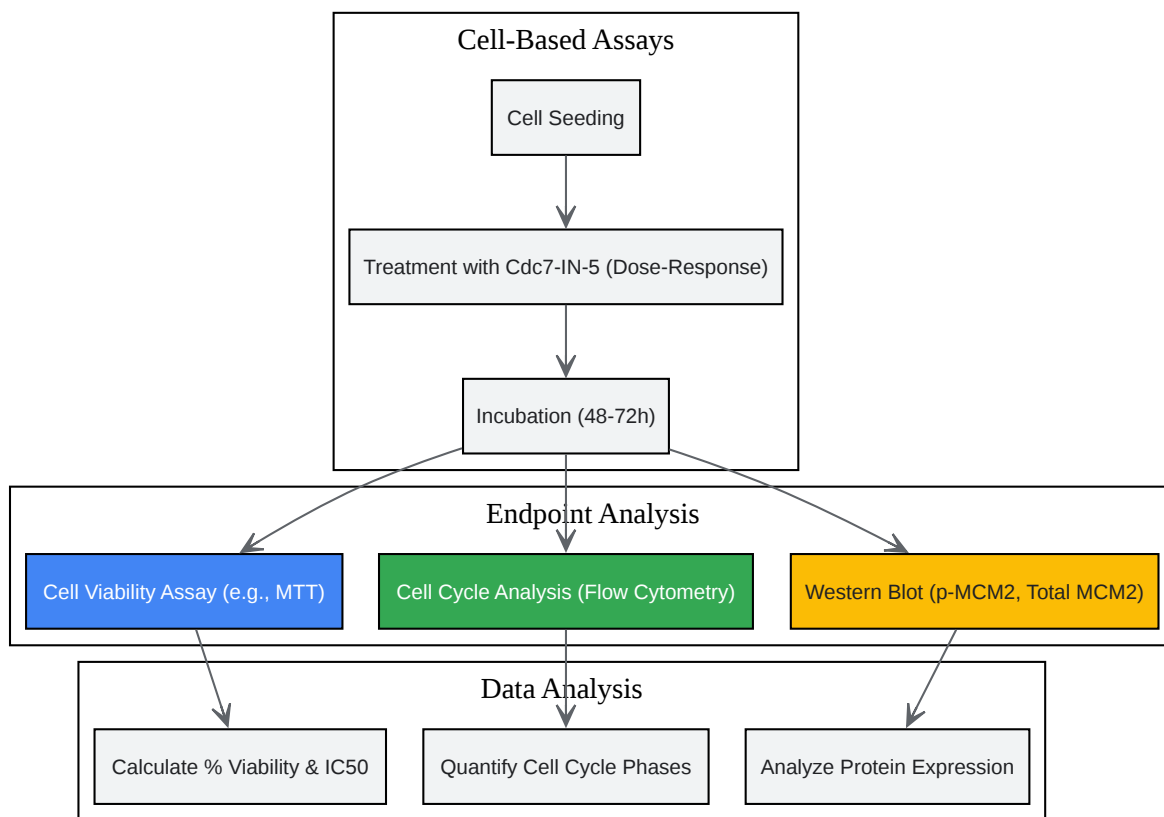 Cell-Based Assays
Cell Seeding
Treatment with Cdc7-IN-5 (Dose-Response)
Incubation (48-72h)
Endpoint Analysis
Cell Viability Assay (e.g., MTT)
Cell Cycle Analysis (Flow Cytometry)
Western Blot (p-MCM2, Total MCM2)
Data Analysis
Calculate % Viability & IC50
Quantify Cell Cycle Phases
Analyze Protein Expression